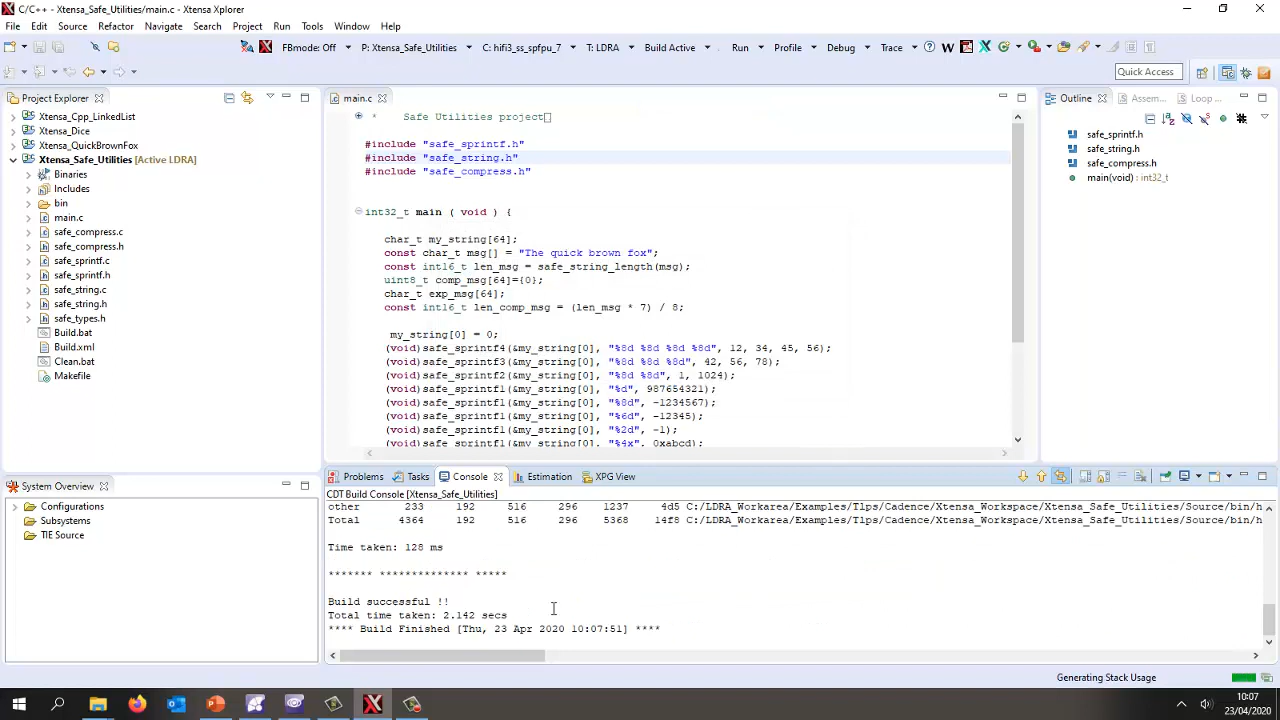 C/C++ - Xtensa_Safe_Utilities/main.c - Xtensa Xplorer
File Edit Source Refactor Navigate Search Project Run Tools Window Help
FBmode: Off P: Xtensa_Safe_Utilities C: hifi3_ss_spfpu_7 T: LDRA Build Active Run Profile Debug Trace
Quick Access
Project Explorer
Xtensa_Cpp_LinkedList
Xtensa_Dice
Xtensa_QuickBrownFox
Xtensa_Safe_Utilities [Active LDRA]
Binaries
Includes
bin
main.c
safe_compress.c
safe_compress.h
safe_sprintf.c
safe_sprintf.h
safe_string.c
safe_string.h
safe_types.h
Build.bat
Build.xml
Clean.bat
Makefile
main.c
* Safe Utilities project
#include "safe_sprintf.h"
#include "safe_string.h"
#include "safe_compress.h"
int32_t main ( void ) {
char_t my_string[64];
const char_t msg[] = "The quick brown fox";
const int16_t len_msg = safe_string_length(msg);
uint8_t comp_msg[64]={0};
char_t exp_msg[64];
const int16_t len_comp_msg = (len_msg * 7) / 8;
my_string[0] = 0;
(void)safe_sprintf4(&my_string[0], "%8d %8d %8d %8d", 12, 34, 45, 56);
(void)safe_sprintf3(&my_string[0], "%8d %8d %8d", 42, 56, 78);
(void)safe_sprintf2(&my_string[0], "%8d %8d", 1, 1024);
(void)safe_sprintf1(&my_string[0], "%d", 987654321);
(void)safe_sprintf1(&my_string[0], "%8d", -1234567);
(void)safe_sprintf1(&my_string[0], "%6d", -12345);
(void)safe_sprintf1(&my_string[0], "%2d", -1);
(void)safe_sprintf1(&my_string[0], "%4x", 0xabcd);
Outline Assem... Loop ...
safe_sprintf.h
safe_string.h
safe_compress.h
main(void) : int32_t
System Overview
Configurations
Subsystems
TIE Source
Problems Tasks Console Estimation XPG View
CDT Build Console [Xtensa_Safe_Utilities]
other 233 192 516 296 1237 4d5 C:/LDRA_Workarea/Examples/Tlps/Cadence/Xtensa_Workspace/Xtensa_Safe_Utilities/Source/bin/h
Total 4364 192 516 296 5368 14f8 C:/LDRA_Workarea/Examples/Tlps/Cadence/Xtensa_Workspace/Xtensa_Safe_Utilities/Source/bin/h
Time taken: 128 ms
******* ************** *****
Build successful !!
Total time taken: 2.142 secs
**** Build Finished [Thu, 23 Apr 2020 10:07:51] ****
Generating Stack Usage
10:07
23/04/2020